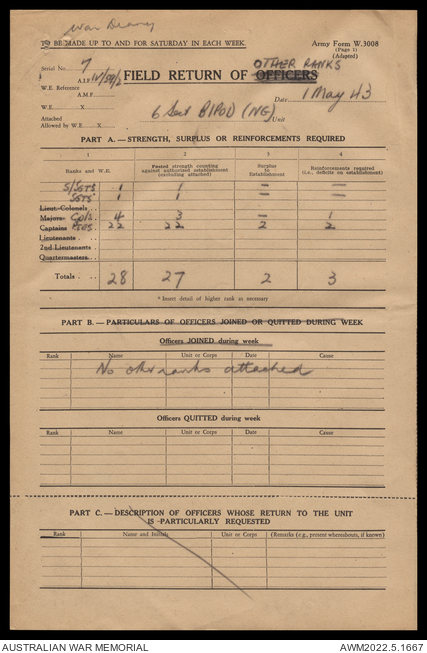 War Diary
TO BE MADE UP TO AND FOR SATURDAY IN EACH WEEK.
Army Form W.3008
(Page 1)
(Adapted)
Serial No. 7
OTHER RANKS
FIELD RETURN OF OFFICERS
A.F.
W.E. Reference
A.M.F.
Date 1 May 43
W.E. X
6 BIPOD (NG) Unit
Attached
Allowed by W.E. X
PART A.—STRENGTH, SURPLUS OR REINFORCEMENTS REQUIRED
1 2 3 4
Ranks and W.E.
Posted strength counting against authorised establishment (excluding attached)
Surplus to Establishment
Reinforcements required (i.e., deficits on establishment)
S/SGTS 1 1 — —
SGTS 1 1 — —
Lieut.-Colonels
Majors Cpls 4 3 — 1
Captains Ptes 22 22 2 2
Lieutenants
2nd Lieutenants
Quartermasters
Totals 28 27 2 3
* Insert detail of higher rank as necessary
PART B.—PARTICULARS OF OFFICERS JOINED OR QUITTED DURING WEEK
Officers JOINED during week
Rank Name Unit or Corps Date Cause
No other ranks attached
Officers QUITTED during week
Rank Name Unit or Corps Date Cause
PART C.—DESCRIPTION OF OFFICERS WHOSE RETURN TO THE UNIT
IS PARTICULARLY REQUESTED
Rank Name and Initials Unit or Corps (Remarks (e.g., present whereabouts, if known)
AUSTRALIAN WAR MEMORIAL AWM2022.5.1667